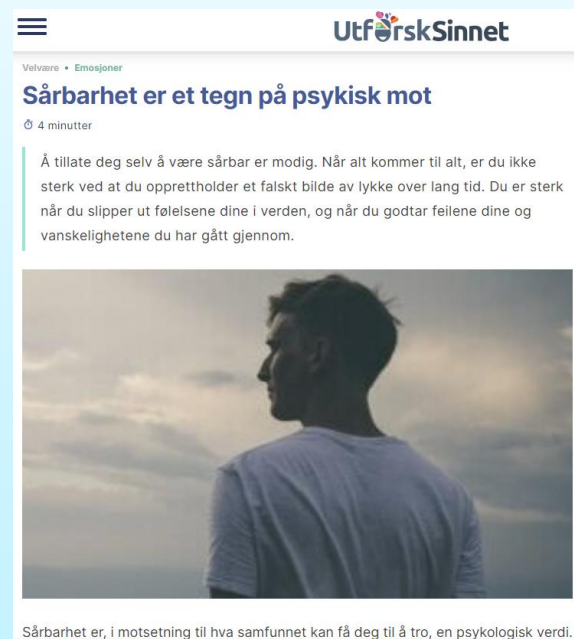 UtforskSinnet
Velvære • Emosjoner
Sårbarhet er et tegn på psykisk mot
4 minutter
Å tillate deg selv å være sårbar er modig. Når alt kommer til alt, er du ikke
sterk ved at du opprettholder et falskt bilde av lykke over lang tid. Du er sterk
når du slipper ut følelsene dine i verden, og når du godtar feilene dine og
vanskelighetene du har gått gjennom.
Sårbarhet er, i motsetning til hva samfunnet kan få deg til å tro, en psykologisk verdi.